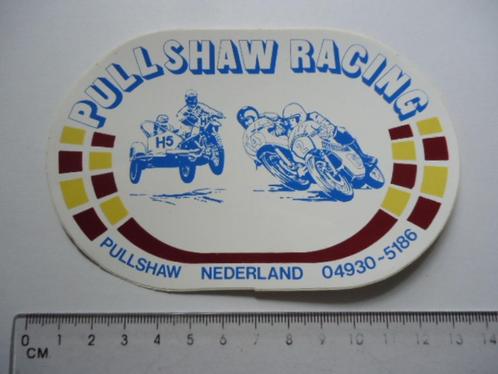 PULLSHAW RACING
H5
2
PULLSHAW NEDERLAND 04930~5186
0 1 2 3 4 5 6 7 8 9 10 11 12 13 14
CM